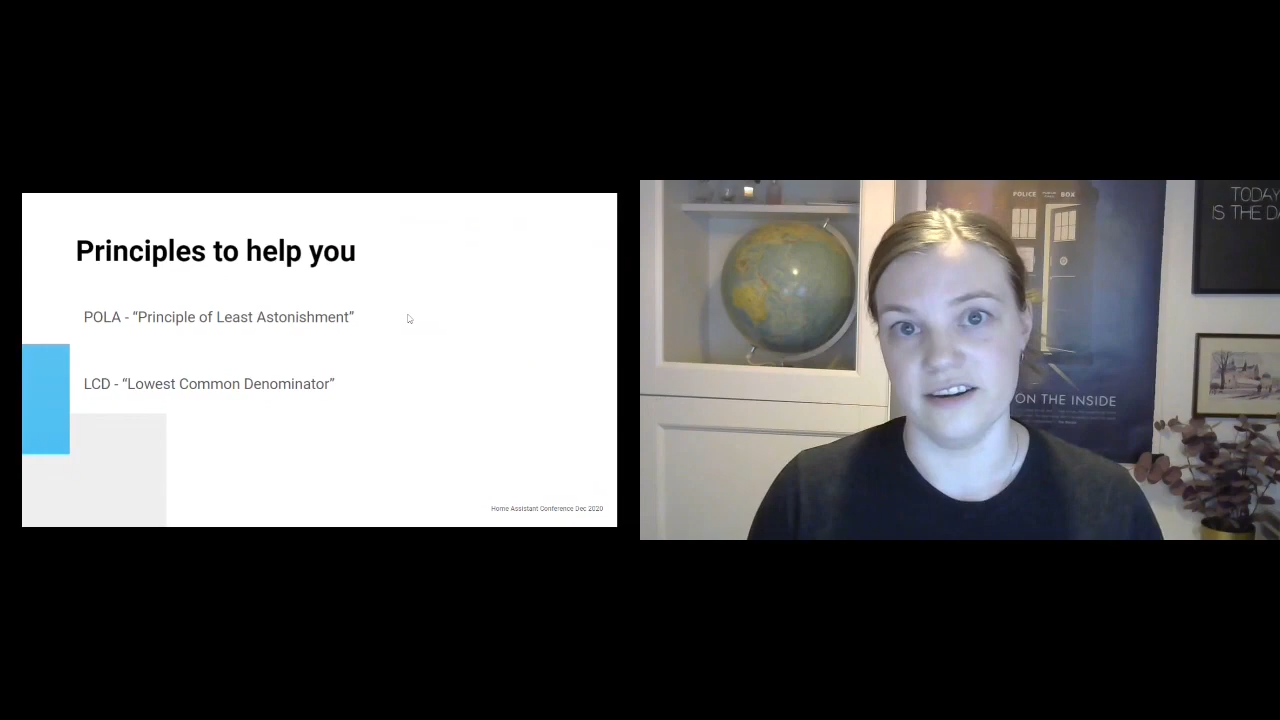 Principles to help you
POLA - “Principle of Least Astonishment”
LCD - “Lowest Common Denominator”
Home Assistant Conference Dec 2020
POLICE BOX
ON THE INSIDE
TODAY
IS THE DA